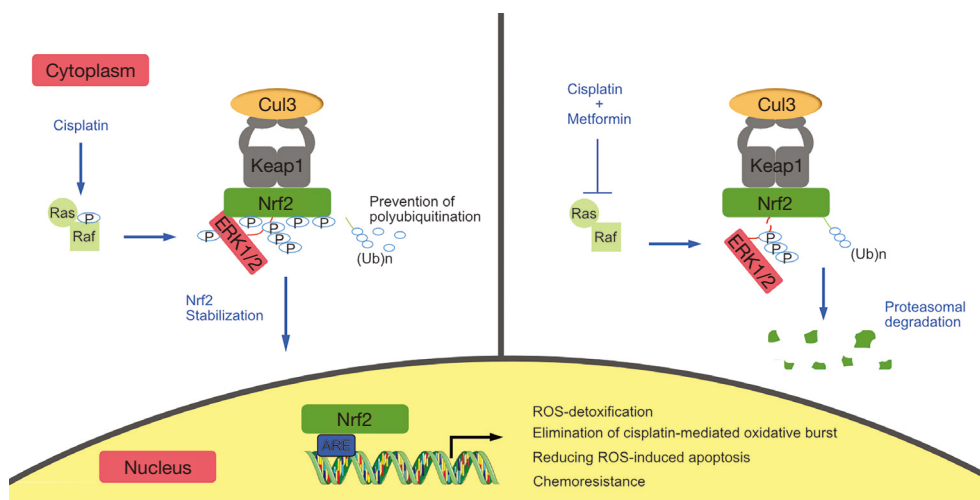 Cytoplasm
Cisplatin
Ras
P
Raf
Cul3
Keap1
Nrf2
P
P
P
P
P
P
P
P
ERK1/2
Prevention of
polyubiquitination
(Ub)n
Nrf2
Stabilization
Cisplatin
+
Metformin
Ras
Raf
Cul3
Keap1
Nrf2
P
P
P
ERK1/2
(Ub)n
Proteasomal
degradation
Nrf2
ARE
Nucleus
ROS-detoxification
Elimination of cisplatin-mediated oxidative burst
Reducing ROS-induced apoptosis
Chemoresistance